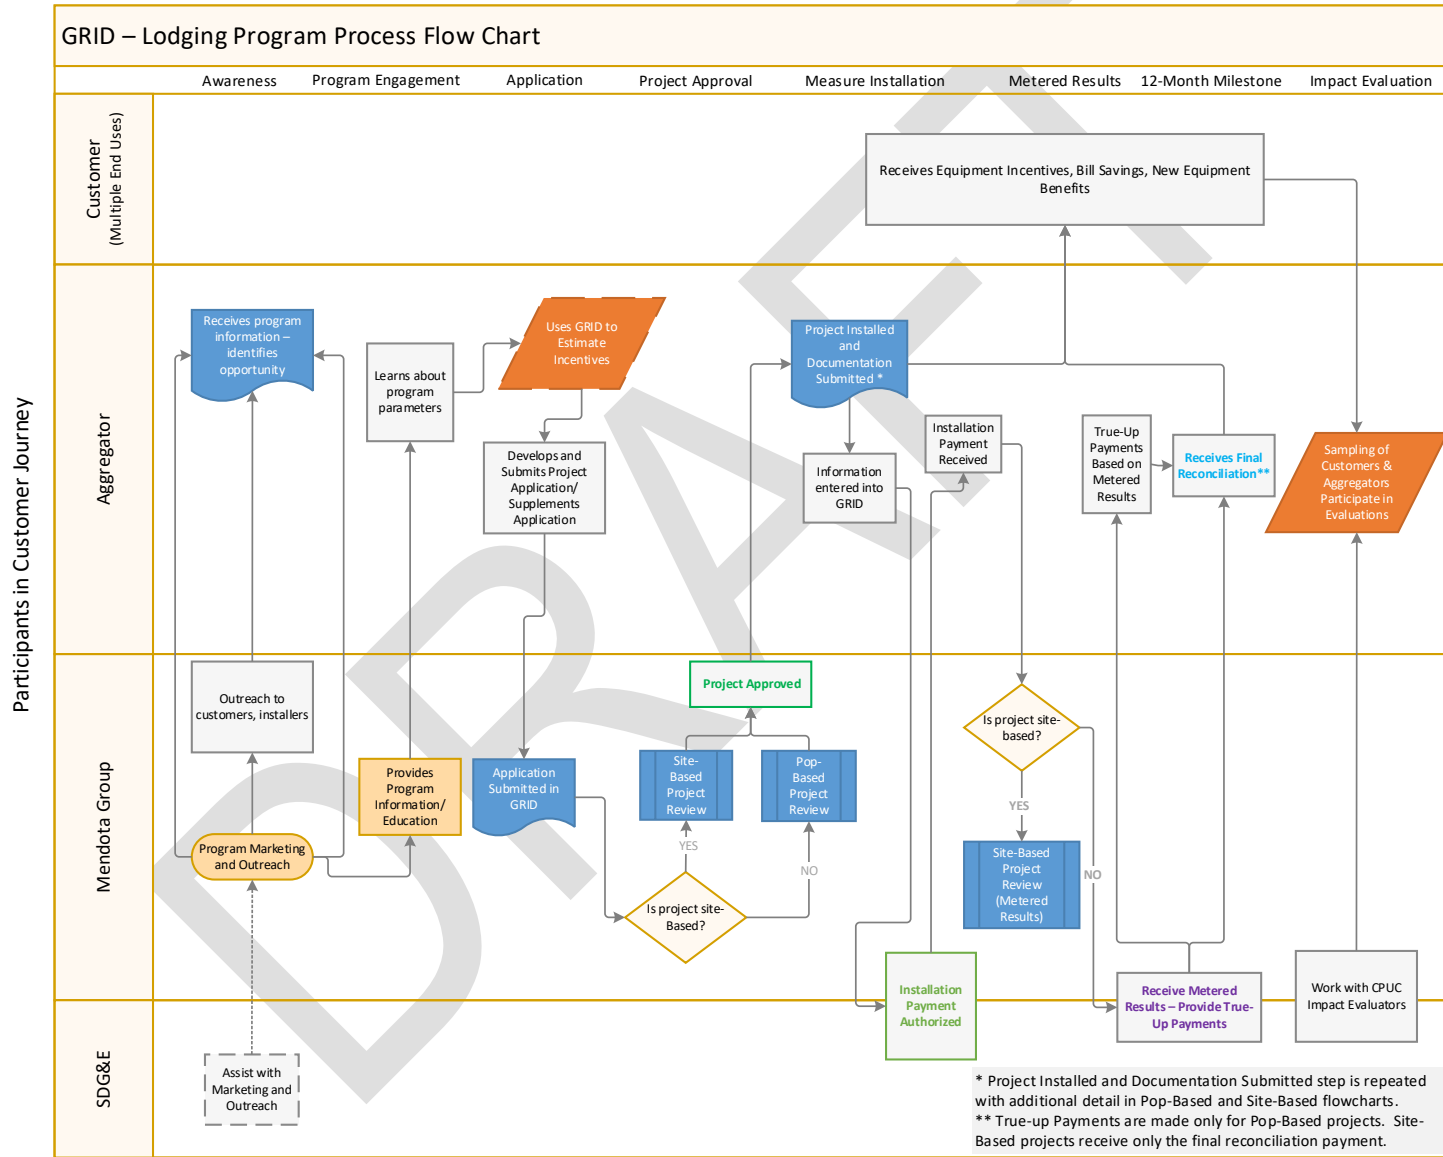 GRID – Lodging Program Process Flow Chart
Awareness
Program Engagement
Application
Project Approval
Measure Installation
Metered Results
12-Month Milestone
Impact Evaluation
Participants in Customer Journey
Customer
(Multiple End Uses)
Receives Equipment Incentives, Bill Savings, New Equipment
Benefits
Aggregator
Receives program
information –
identifies
opportunity
Learns about
program
parameters
Uses GRID to
Estimate
Incentives
Develops and
Submits Project
Application/
Supplements
Application
Project Installed
and
Documentation
Submitted *
Information
entered into
GRID
Installation
Payment
Received
True-Up
Payments
Based on
Metered
Results
Receives Final
Reconciliation**
Sampling of
Customers &
Aggregators
Participate in
Evaluations
Mendota Group
Outreach to
customers, installers
Program Marketing
and Outreach
Provides
Program
Information/
Education
Application
Submitted in
GRID
Project Approved
Site-
Based
Project
Review
Pop-
Based
Project
Review
YES
NO
Is project site-
Based?
Is project site-
based?
YES
NO
Site-Based
Project
Review
(Metered
Results)
Installation
Payment
Authorized
Receive Metered
Results – Provide True-
Up Payments
Work with CPUC
Impact Evaluators
SDG&E
Assist with
Marketing and
Outreach
* Project Installed and Documentation Submitted step is repeated
with additional detail in Pop-Based and Site-Based flowcharts.
** True-up Payments are made only for Pop-Based projects. Site-
Based projects receive only the final reconciliation payment.
DRAFT